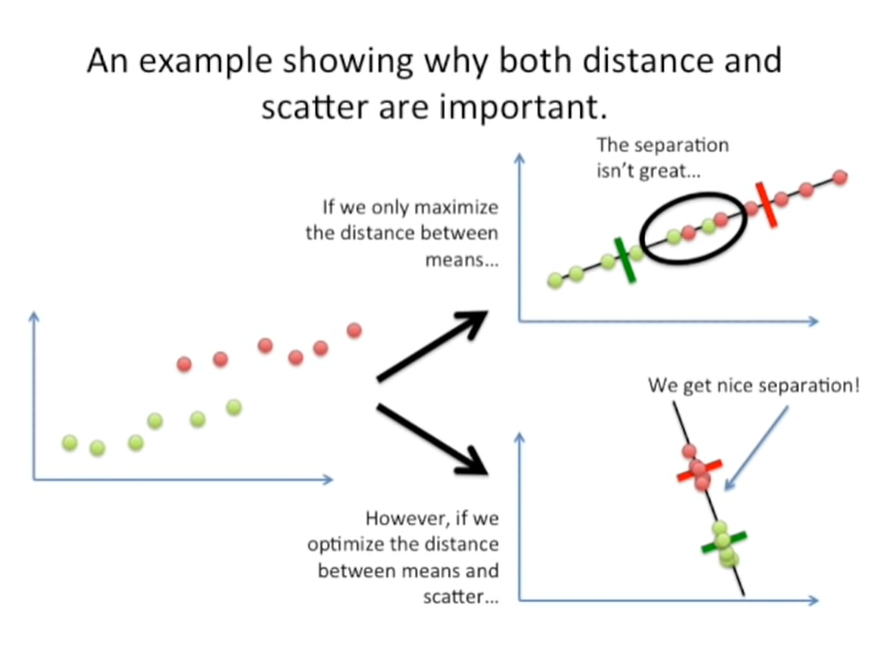 An example showing why both distance and
scatter are important.
If we only maximize
the distance between
means...
The separation
isn't great...
However, if we
optimize the distance
between means and
scatter...
We get nice separation!